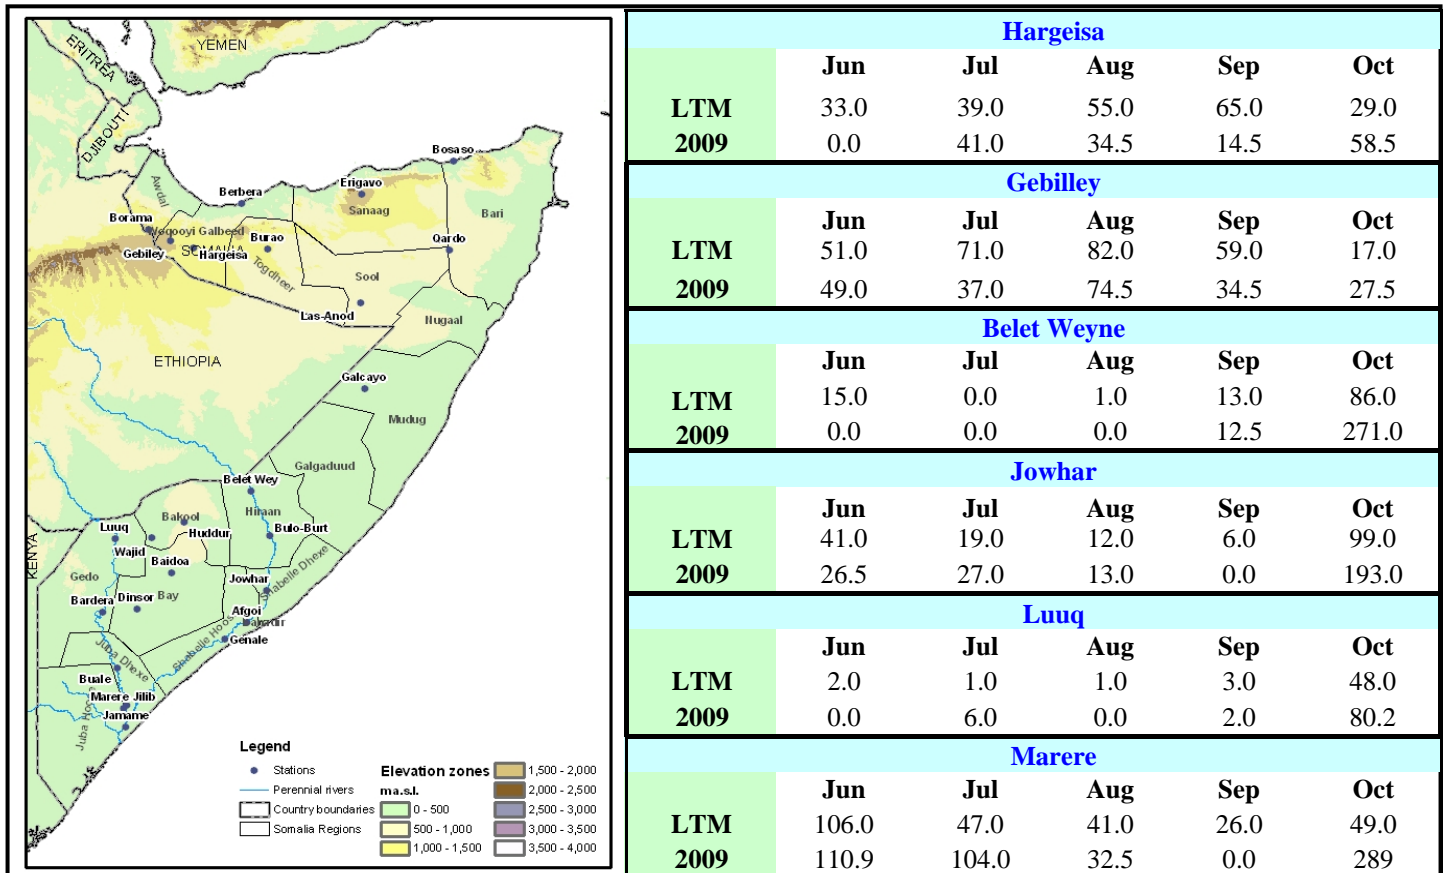 YEMEN
ERITREA
DJIBOUTI
Bosaso
Erigavo
Berbera
Awdal
Sanaag
Bari
Borama
Woqooyi Galbeed
Burao
Qardo
SOMALIA
Gebiley
Hargeisa
Togdheer
Sool
Las-Anod
Nugaal
ETHIOPIA
Galcayo
Mudug
Galgaduud
Belet Wey
Hiraan
Bakool
Luuq
Huddur
Bulo-Burt
KENYA
Wajid
Baidoa
Gedo
Jowhar
Shabelle Dhexe
Bardera
Dinsor
Bay
Afgoi
Shabelle Hoose
Genale
Juba Dhexe
Buale
Marere
Jilib
Jamame
Legend
Stations
Perennial rivers
Country boundaries
Somalia Regions
Elevation zones
ma.s.l.
0 - 500
500 - 1,000
1,000 - 1,500
1,500 - 2,000
2,000 - 2,500
2,500 - 3,000
3,000 - 3,500
3,500 - 4,000
Hargeisa
Jun Jul Aug Sep Oct
LTM 33.0 39.0 55.0 65.0 29.0
2009 0.0 41.0 34.5 14.5 58.5
Gebilley
Jun Jul Aug Sep Oct
LTM 51.0 71.0 82.0 59.0 17.0
2009 49.0 37.0 74.5 34.5 27.5
Belet Weyne
Jun Jul Aug Sep Oct
LTM 15.0 0.0 1.0 13.0 86.0
2009 0.0 0.0 0.0 12.5 271.0
Jowhar
Jun Jul Aug Sep Oct
LTM 41.0 19.0 12.0 6.0 99.0
2009 26.5 27.0 13.0 0.0 193.0
Luuq
Jun Jul Aug Sep Oct
LTM 2.0 1.0 1.0 3.0 48.0
2009 0.0 6.0 0.0 2.0 80.2
Marere
Jun Jul Aug Sep Oct
LTM 106.0 47.0 41.0 26.0 49.0
2009 110.9 104.0 32.5 0.0 289